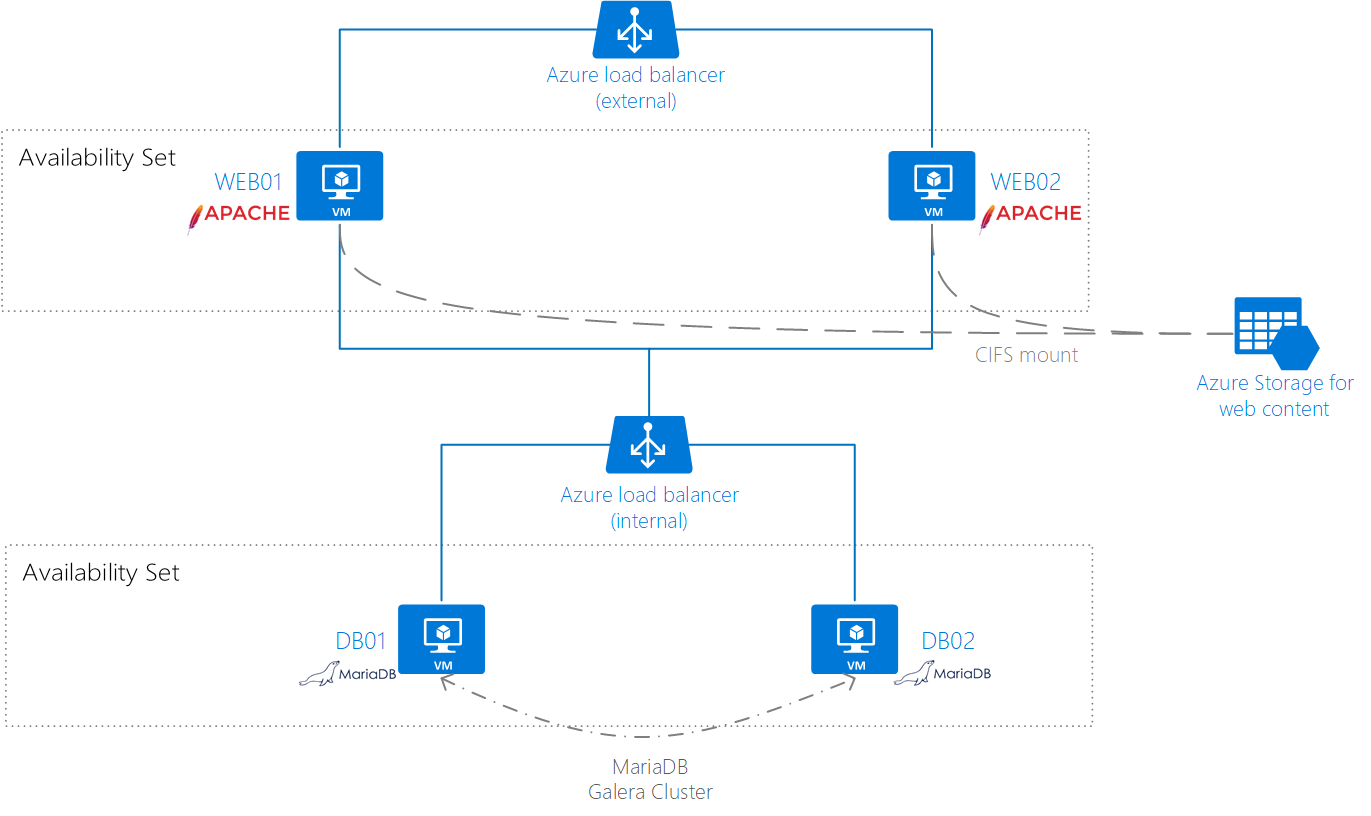 Azure load balancer
(external)
Availability Set
WEB01
APACHE
VM
WEB02
APACHE
VM
CIFS mount
Azure Storage for
web content
Azure load balancer
(internal)
Availability Set
DB01
MariaDB
VM
DB02
MariaDB
VM
MariaDB
Galera Cluster